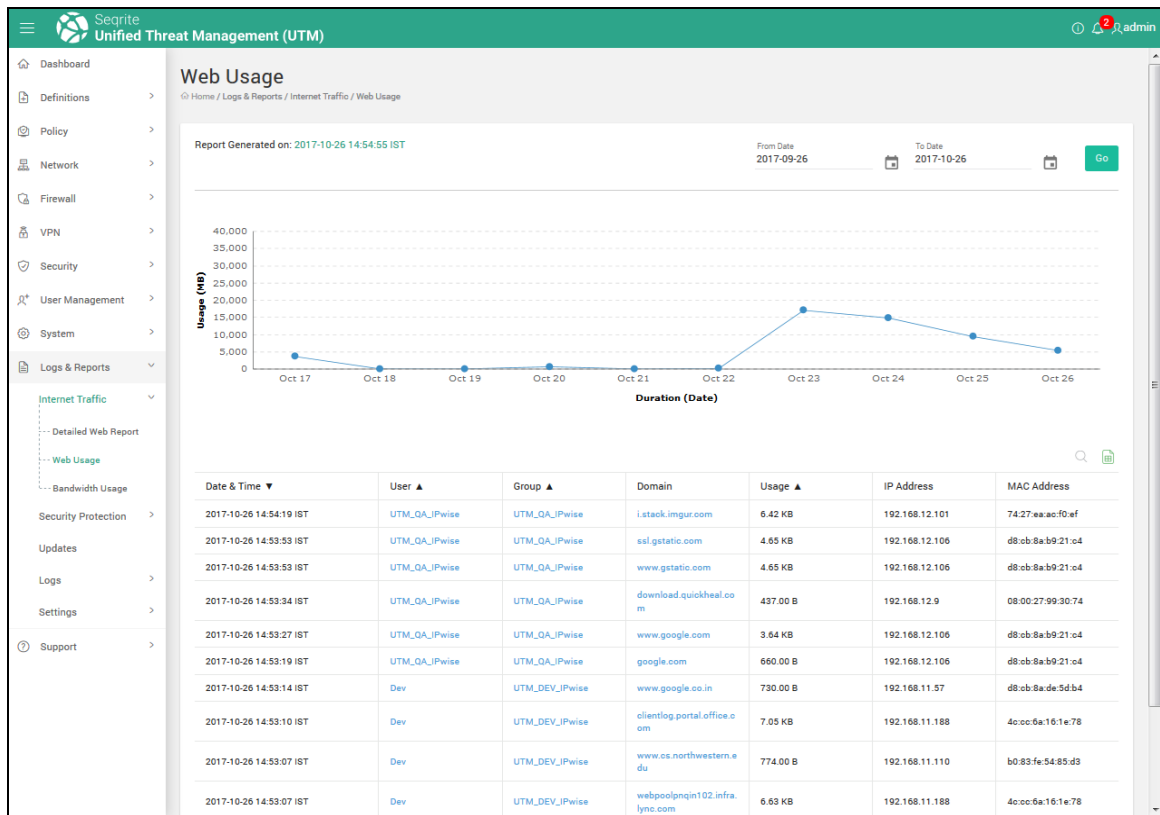 Seqrite
Unified Threat Management (UTM)
2
admin
Dashboard
Definitions
Policy
Network
Firewall
VPN
Security
User Management
System
Logs & Reports
Internet Traffic
Detailed Web Report
Web Usage
Bandwidth Usage
Security Protection
Updates
Logs
Settings
Support
Web Usage
Home / Logs & Reports / Internet Traffic / Web Usage
Report Generated on: 2017-10-26 14:54:55 IST
From Date
2017-09-26
To Date
2017-10-26
Go
40,000
35,000
30,000
25,000
20,000
15,000
10,000
5,000
0
Usage (MB)
Oct 17 Oct 18 Oct 19 Oct 20 Oct 21 Oct 22 Oct 23 Oct 24 Oct 25 Oct 26
Duration (Date)
Date & Time ▼ User ▲ Group ▲ Domain Usage ▲ IP Address MAC Address
2017-10-26 14:54:19 IST UTM_QA_IPwise UTM_QA_IPwise i.stack.imgur.com 6.42 KB 192.168.12.101 74:27:ea:ac:f0:ef
2017-10-26 14:53:53 IST UTM_QA_IPwise UTM_QA_IPwise ssl.gstatic.com 4.65 KB 192.168.12.106 d8:cb:8a:b9:21:c4
2017-10-26 14:53:53 IST UTM_QA_IPwise UTM_QA_IPwise www.gstatic.com 4.65 KB 192.168.12.106 d8:cb:8a:b9:21:c4
2017-10-26 14:53:34 IST UTM_QA_IPwise UTM_QA_IPwise download.quickheal.co
m 437.00 B 192.168.12.9 08:00:27:99:30:74
2017-10-26 14:53:27 IST UTM_QA_IPwise UTM_QA_IPwise www.google.com 3.64 KB 192.168.12.106 d8:cb:8a:b9:21:c4
2017-10-26 14:53:19 IST UTM_QA_IPwise UTM_QA_IPwise google.com 660.00 B 192.168.12.106 d8:cb:8a:b9:21:c4
2017-10-26 14:53:14 IST Dev UTM_DEV_IPwise www.google.co.in 730.00 B 192.168.11.57 d8:cb:8a:de:5d:b4
2017-10-26 14:53:10 IST Dev UTM_DEV_IPwise clientlog.portal.office.c
om 7.05 KB 192.168.11.188 4c:cc:6a:16:1e:78
2017-10-26 14:53:07 IST Dev UTM_DEV_IPwise www.cs.northwestern.e
du 774.00 B 192.168.11.110 b0:83:fe:54:85:d3
2017-10-26 14:53:07 IST Dev UTM_DEV_IPwise webpoolpnqin102.infra.
lync.com 6.63 KB 192.168.11.188 4c:cc:6a:16:1e:78